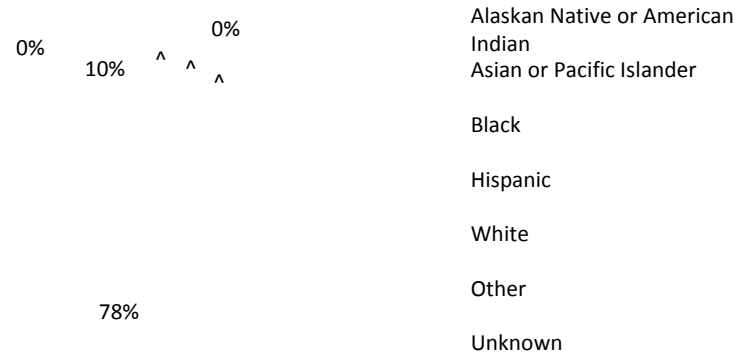 0%
0%
10%
^
^
^
78%
Alaskan Native or American
Indian
Asian or Pacific Islander
Black
Hispanic
White
Other
Unknown